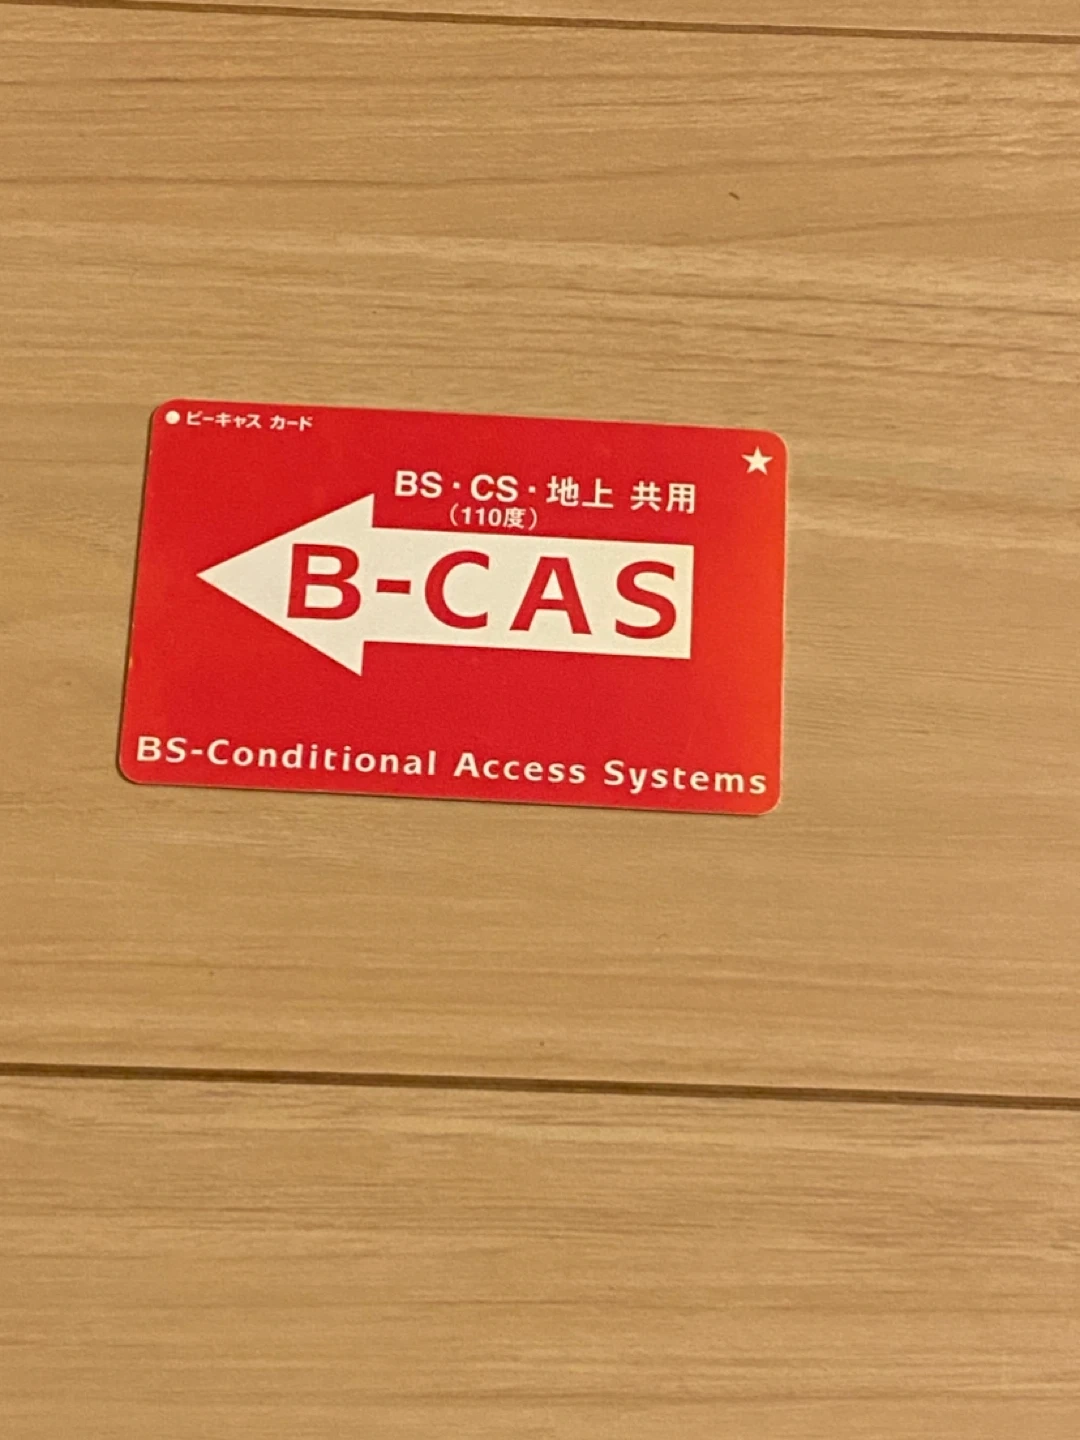 ●ビーキャス カード
★
BS・CS・地上 共用
（110度）
B-CAS
BS-Conditional Access Systems